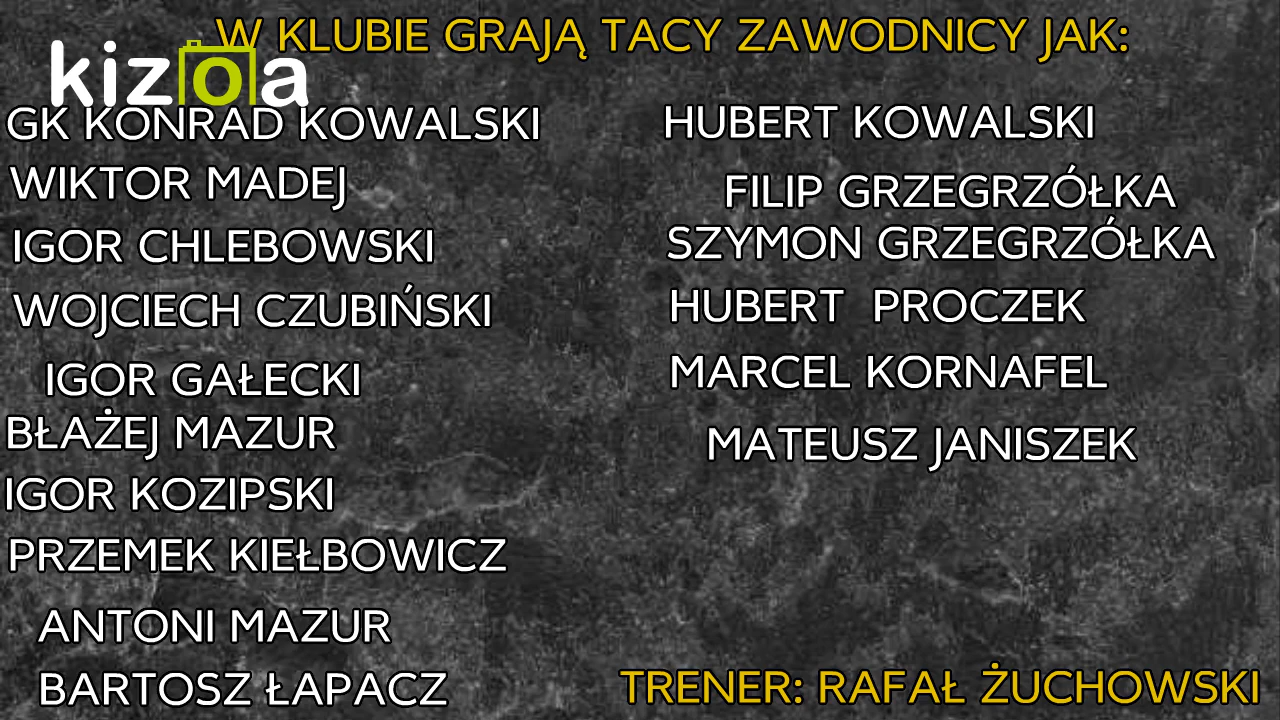 W KLUBIE GRAJĄ TACY ZAWODNICY JAK:
kizoa
GK KONRAD KOWALSKI
WIKTOR MADEJ
IGOR CHLEBOWSKI
WOJCIECH CZUBIŃSKI
IGOR GAŁECKI
BŁAŻEJ MAZUR
IGOR KOZIPSKI
PRZEMEK KIEŁBOWICZ
ANTONI MAZUR
BARTOSZ ŁAPACZ
HUBERT KOWALSKI
FILIP GRZEGRZÓŁKA
SZYMON GRZEGRZÓŁKA
HUBERT PROCZEK
MARCEL KORNAFEL
MATEUSZ JANISZEK
TRENER: RAFAŁ ŻUCHOWSKI